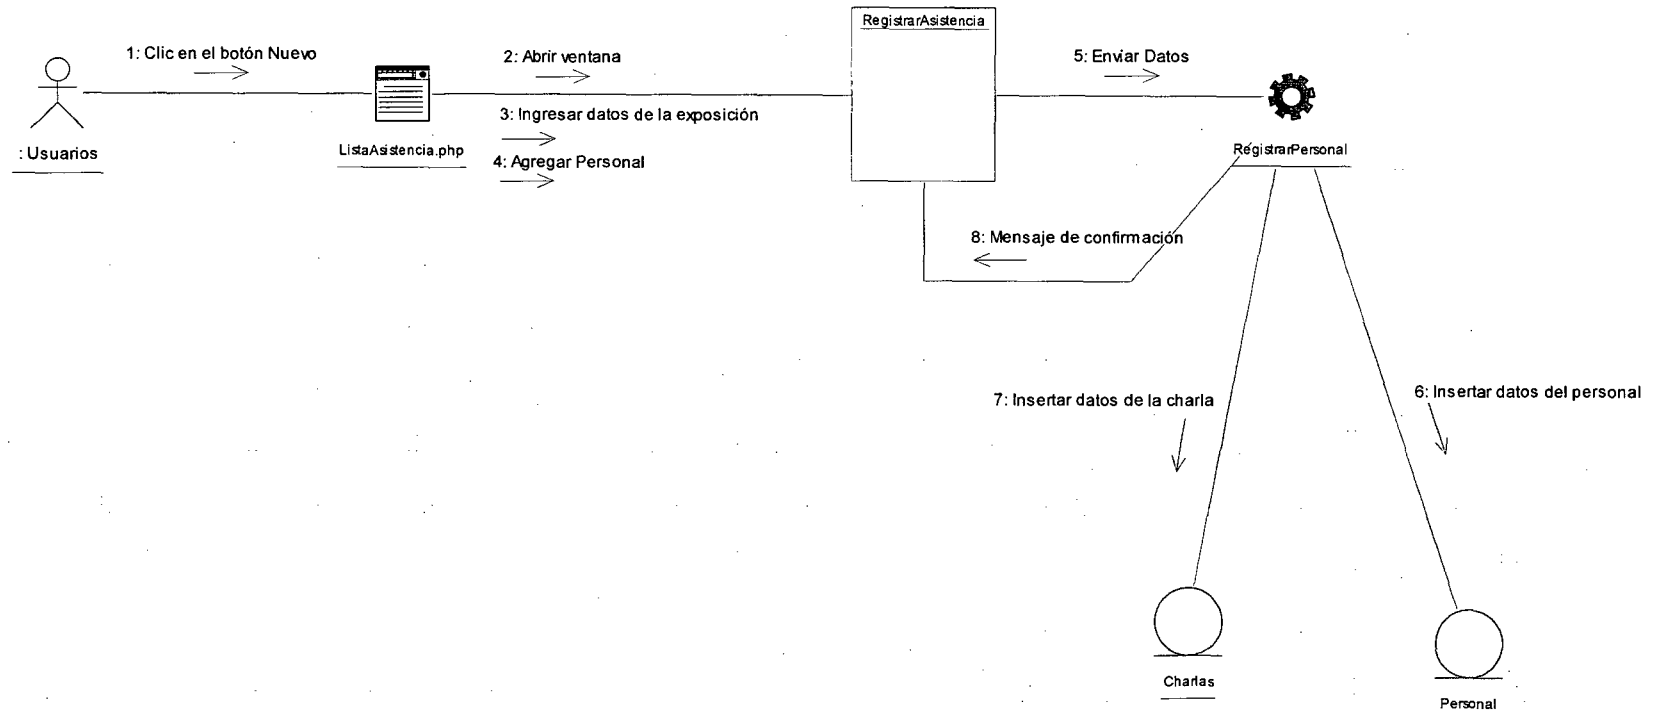 RegistrarAsistencia
1: Clic en el botón Nuevo
2: Abrir ventana
5: Enviar Datos
3: Ingresar datos de la exposición
: Usuarios
ListaAsistencia.php
4: Agregar Personal
RegistrarPersonal
8: Mensaje de confirmación
7: Insertar datos de la charla
6: Insertar datos del personal
Charlas
Personal